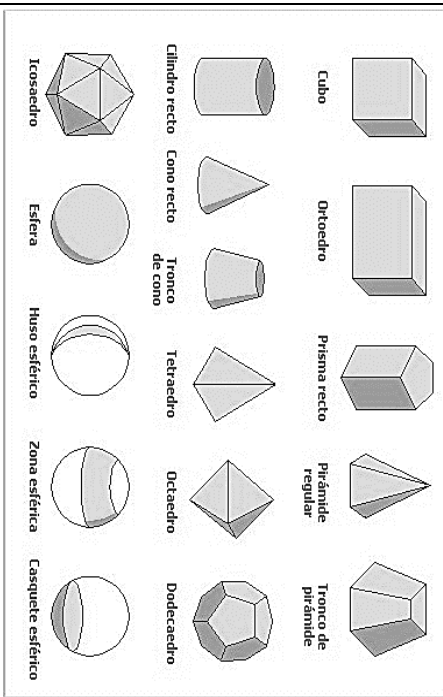 Cubo
Ortoedro
Prisma recto
Pirámide
regular
Tronco de
pirámide
Cilindro recto
Cono recto
Tronco
de cono
Tetraedro
Octaedro
Dodecaedro
Icosaedro
Esfera
Huso esférico
Zona esférica
Casquete esférico